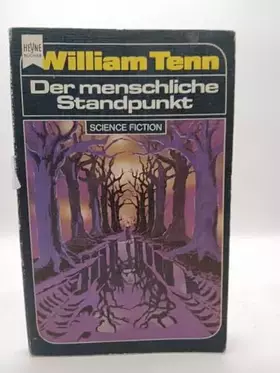 HEYNE
BÜCHER
William Tenn
Der menschliche
Standpunkt
SCIENCE FICTION